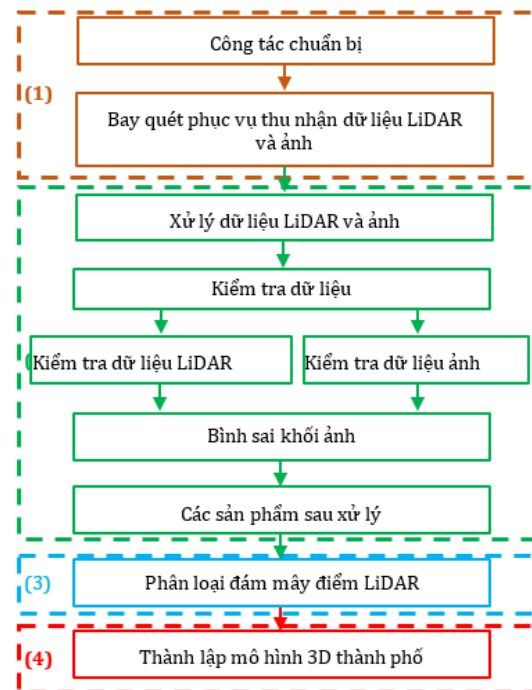 Công tác chuẩn bị
(1)
Bay quét phục vụ thu nhận dữ liệu LiDAR
và ảnh
Xử lý dữ liệu LiDAR và ảnh
Kiểm tra dữ liệu
Kiểm tra dữ liệu LiDAR
Kiểm tra dữ liệu ảnh
Bình sai khối ảnh
Các sản phẩm sau xử lý
(3)
Phân loại đám mây điểm LiDAR
(4)
Thành lập mô hình 3D thành phố